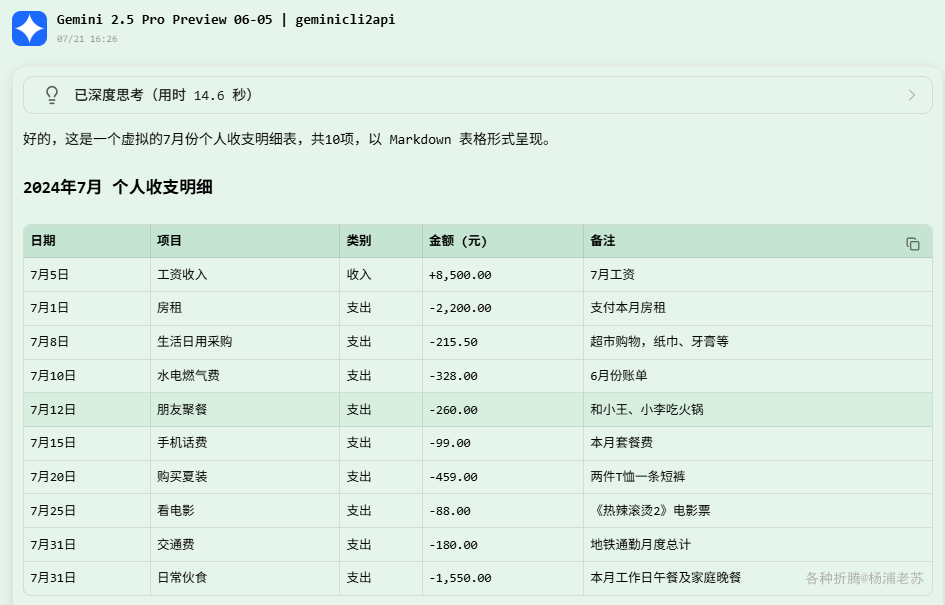 Gemini 2.5 Pro Preview 06-05 | geminicli2api
07/21 16:26
已深度思考（用时 14.6 秒）
好的，这是一个虚拟的7月份个人收支明细表，共10项，以 Markdown 表格形式呈现。
2024年7月 个人收支明细
日期 项目 类别 金额 (元) 备注
7月5日 工资收入 收入 +8,500.00 7月工资
7月1日 房租 支出 -2,200.00 支付本月房租
7月8日 生活日用采购 支出 -215.50 超市购物，纸巾、牙膏等
7月10日 水电燃气费 支出 -328.00 6月份账单
7月12日 朋友聚餐 支出 -260.00 和小王、小李吃火锅
7月15日 手机话费 支出 -99.00 本月套餐费
7月20日 购买夏装 支出 -459.00 两件T恤一条短裤
7月25日 看电影 支出 -88.00 《热辣滚烫2》电影票
7月31日 交通费 支出 -180.00 地铁通勤月度总计
7月31日 日常伙食 支出 -1,550.00 本月工作日午餐及家庭晚餐
各种折腾@杨浦老苏